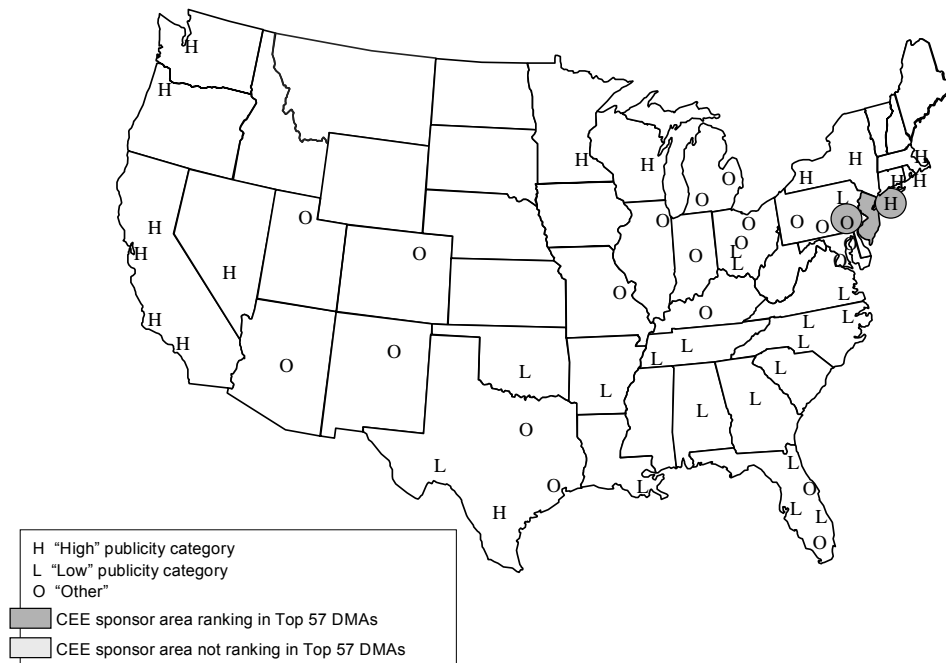 H
H
H H H H
O H H H
O L
H
O O O O O O
H
O
H O L O O
L
H
O L
O
H L L
H O L L
L O L L
L L
L
O
L L
O L O
H L L
O
H “High” publicity category
L “Low” publicity category
O “Other”
CEE sponsor area ranking in Top 57 DMAs
CEE sponsor area not ranking in Top 57 DMAs